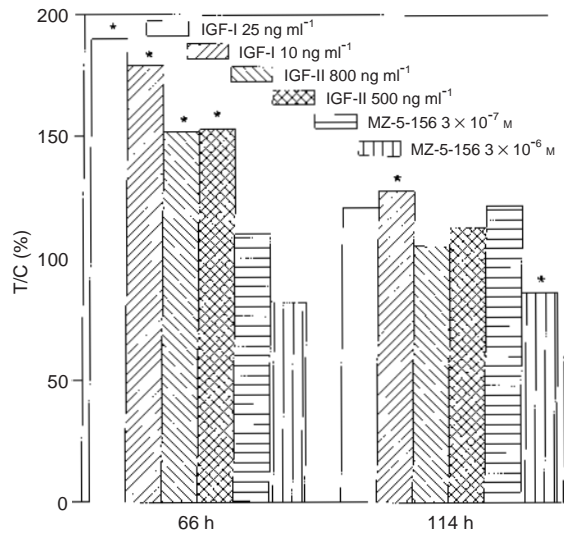 200
150
100
50
0
T/C (%)
* IGF-I 25 ng ml⁻¹
* IGF-I 10 ng ml⁻¹
IGF-II 800 ng ml⁻¹
* * IGF-II 500 ng ml⁻¹
MZ-5-156 3 × 10⁻⁷ M
MZ-5-156 3 × 10⁻⁶ M
*
*
66 h
114 h